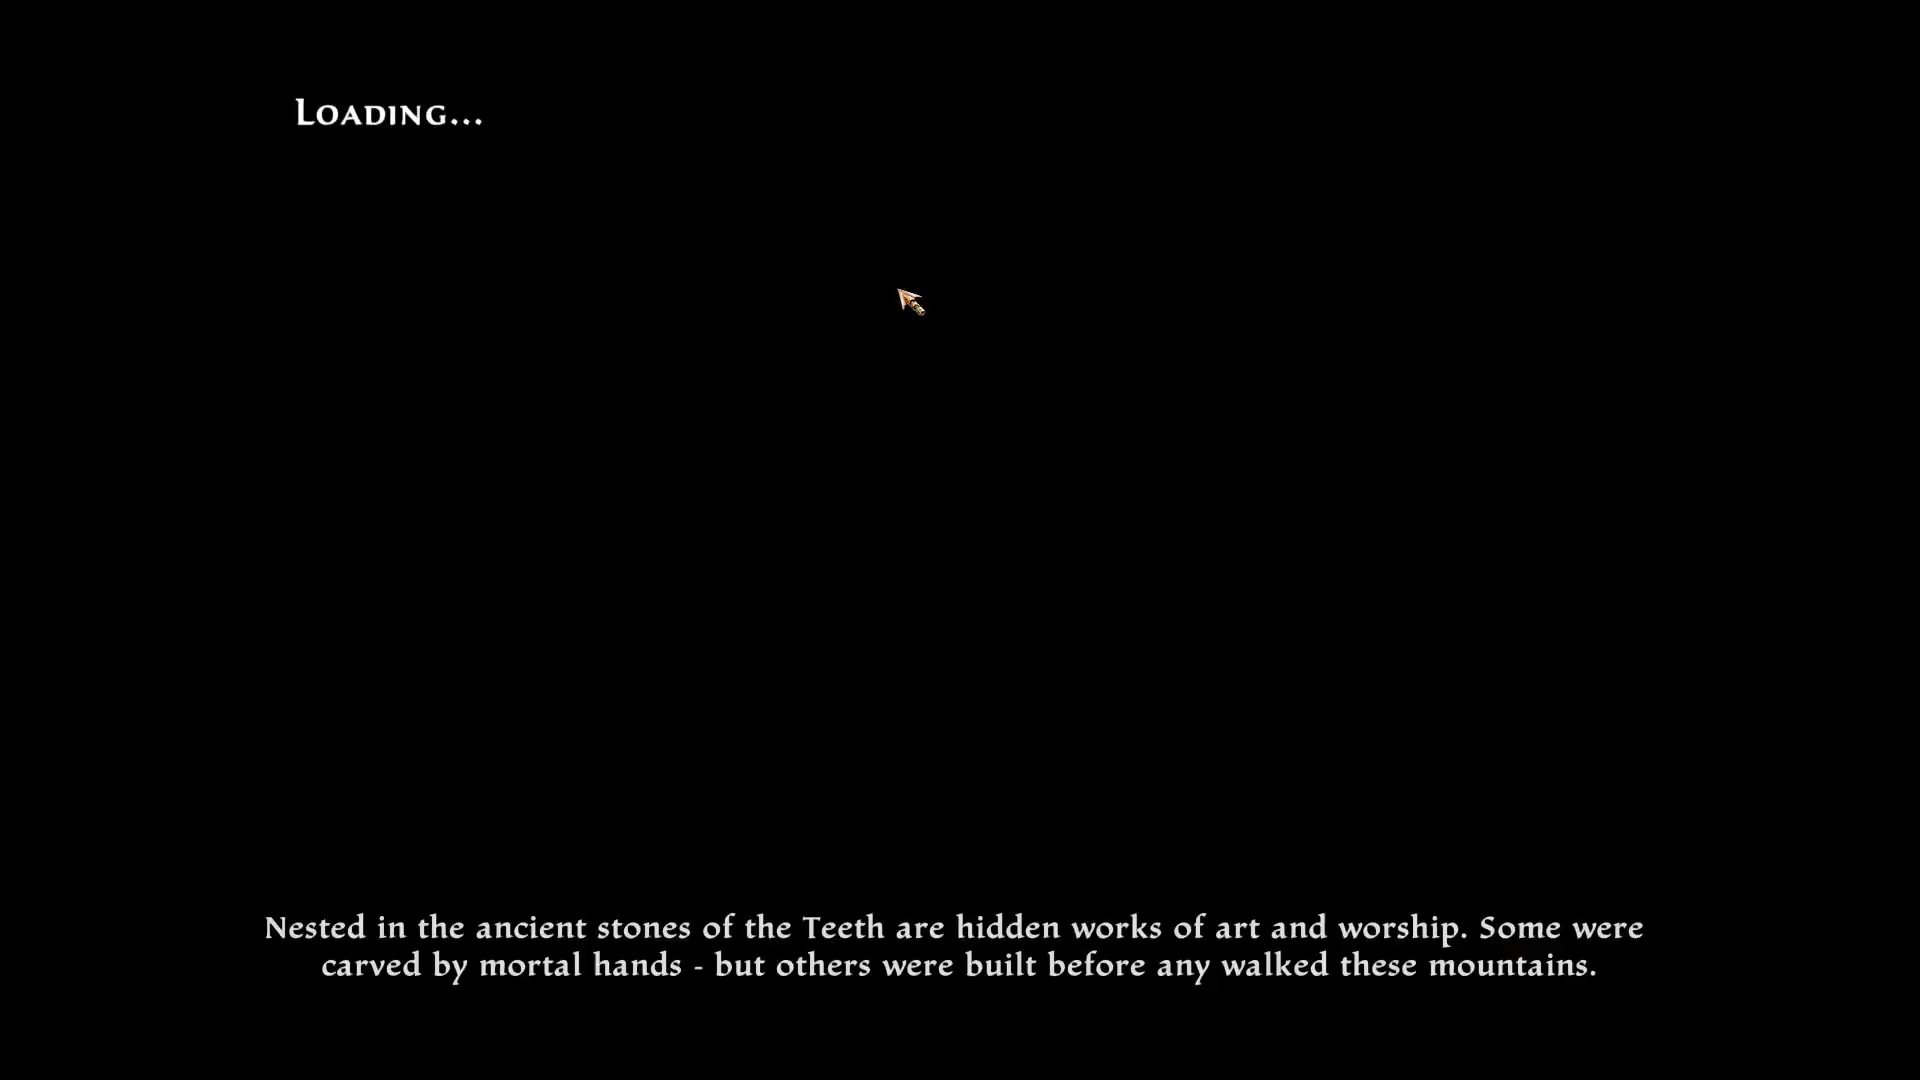 Loading...
Nested in the ancient stones of the Teeth are hidden works of art and worship. Some were
carved by mortal hands - but others were built before any walked these mountains.